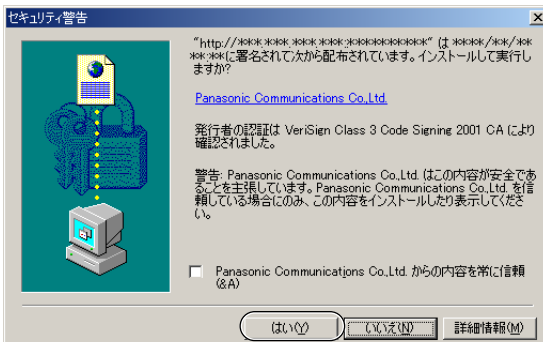 セキュリティ警告
"http://***.***.***.***:************" (は *****/**/**
**:**に署名されて次から配布されています。インストールして実行し
ますか?
Panasonic Communications Co.,Ltd.
発行者の認証は VeriSign Class 3 Code Signing 2001 CA により
確認されました。
警告: Panasonic Communications Co.,Ltd. はこの内容が安全であ
ることを主張しています。Panasonic Communications Co.,Ltd. を信
頼している場合にのみ、この内容をインストールしたり表示してくださ
い。
Panasonic Communications Co.,Ltd. からの内容を常に信頼
(&A)
はい(Y) いいえ(N) 詳細情報(M)